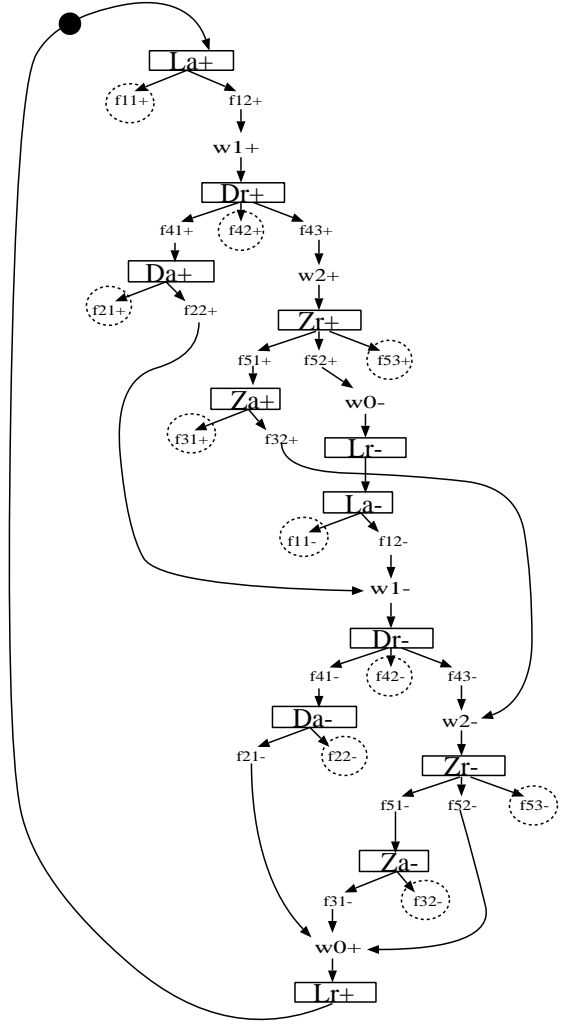 La+
f11+ f12+
w1+
Dr+
f41+ f42+ f43+
Da+ w2+
f21+ f22+
Zr+
f51+ f52+ f53+
Za+ w0-
f31+ f32+
Lr-
La-
f11- f12-
w1-
Dr-
f41- f42- f43-
Da- w2-
f21- f22-
Zr-
f51- f52- f53-
Za-
f31- f32-
w0+
Lr+